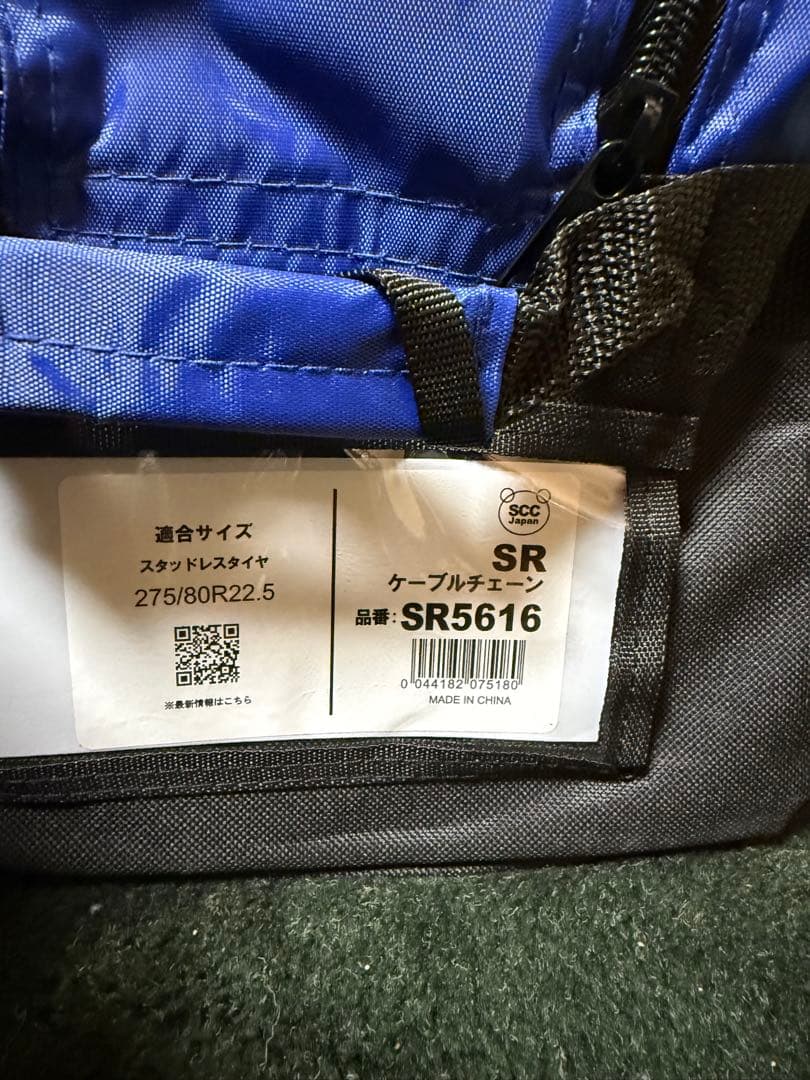 適合サイズ
スタッドレスタイヤ
275/80R22.5
※最新情報はこちら
SCC
Japan
SR
ケーブルチェーン
品番:SR5616
0 044182 075180
MADE IN CHINA